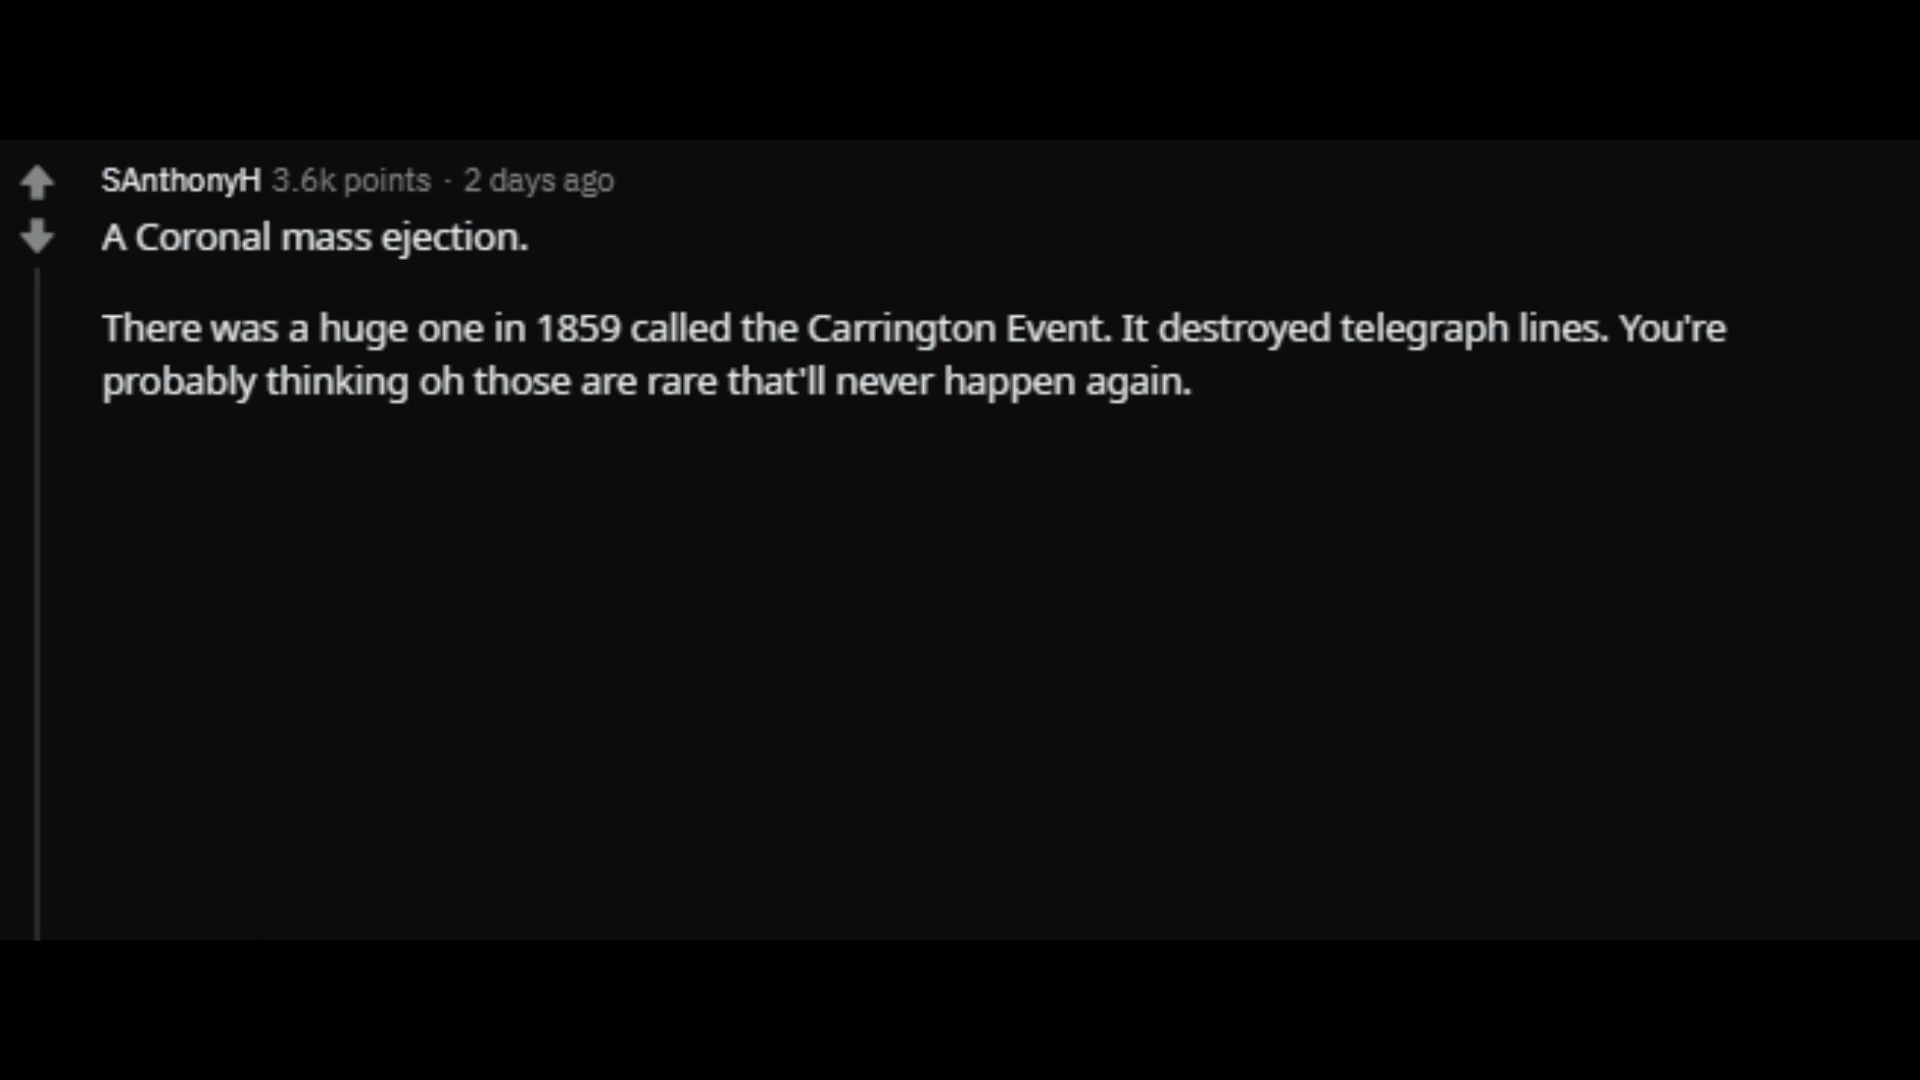 SAnthonyH 3.6k points · 2 days ago
A Coronal mass ejection.
There was a huge one in 1859 called the Carrington Event. It destroyed telegraph lines. You're
probably thinking oh those are rare that'll never happen again.